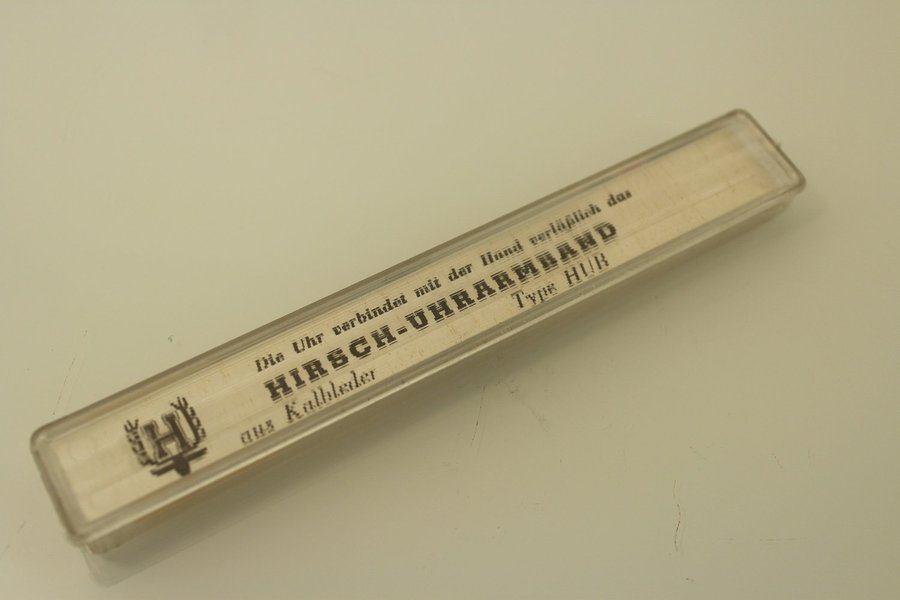 Die Uhr verbindet mit der Hand verläßlich das
HIRSCH-UHRARMBAND
aus Kalbleder Type HUB
H